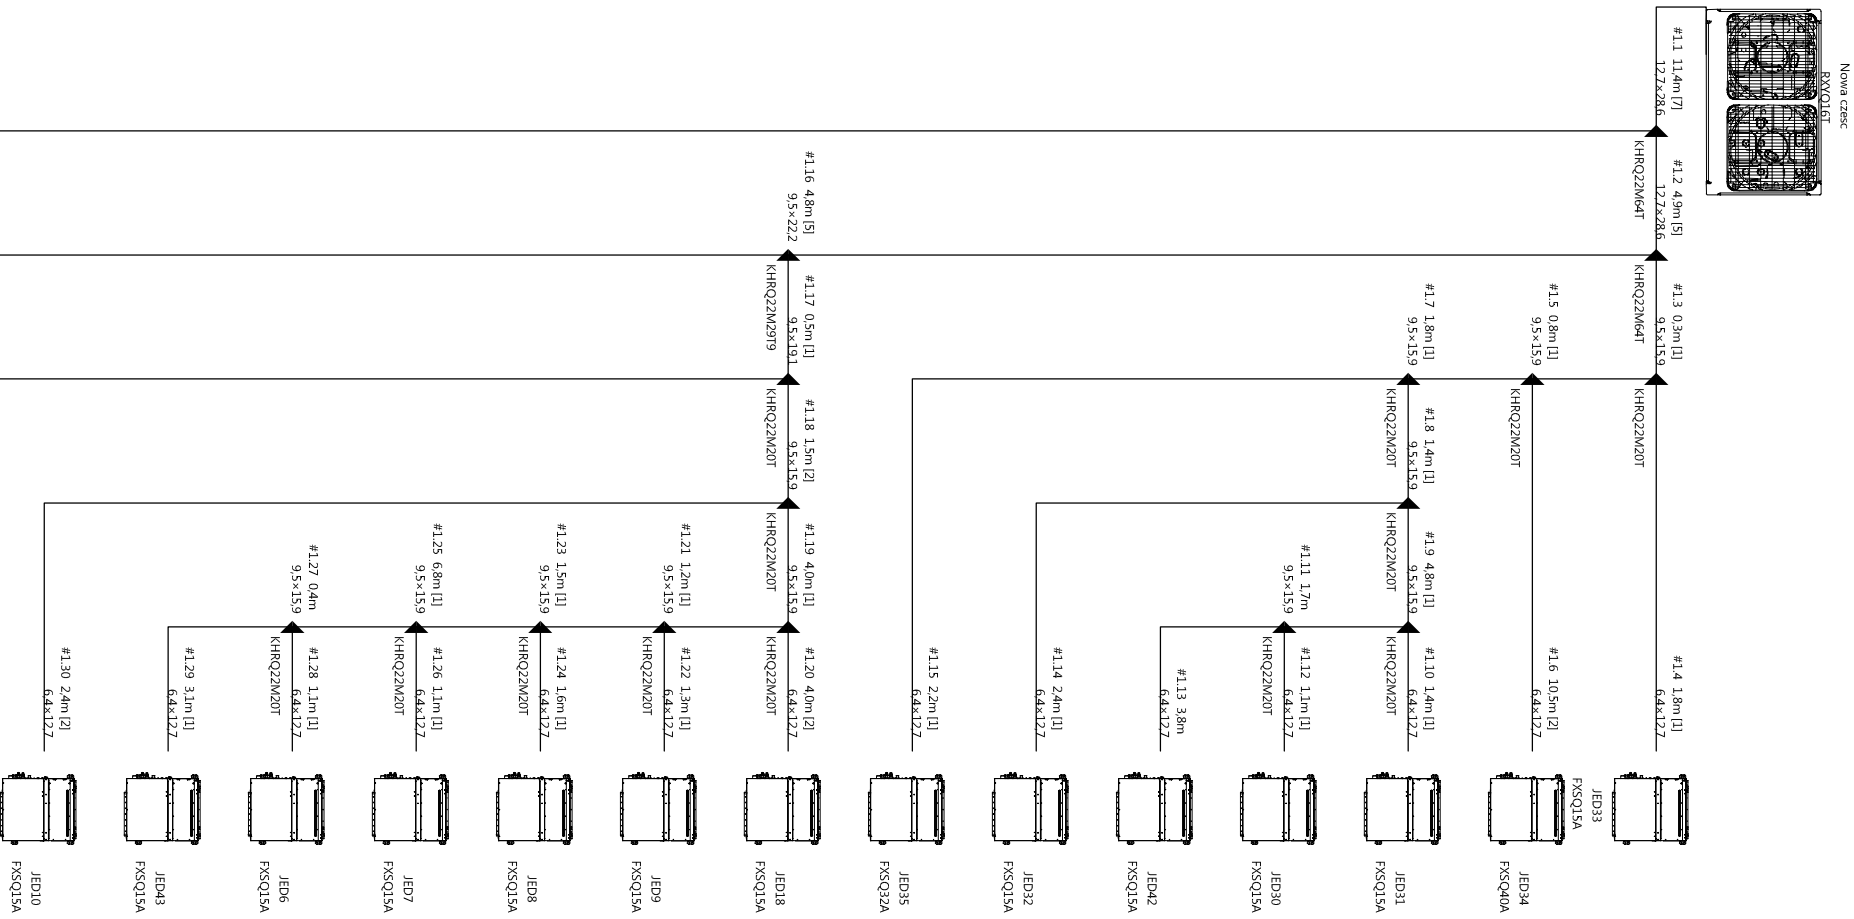 Nowa czesc
RXYQ16T
#1.1 11,4m [7]
12,7×28,6
KHRQ22M64T
#1.2 4,9m [5]
12,7×28,6
KHRQ22M64T
#1.3 0,3m [1]
9,5×15,9
KHRQ22M20T
#1.4 1,8m [1]
6,4×12,7
JED33
FXSQ15A
#1.5 0,8m [1]
9,5×15,9
KHRQ22M20T
#1.6 10,5m [2]
6,4×12,7
JED34
FXSQ40A
#1.7 1,8m [1]
9,5×15,9
KHRQ22M20T
#1.8 1,4m [1]
9,5×15,9
KHRQ22M20T
#1.9 4,8m [1]
9,5×15,9
KHRQ22M20T
#1.10 1,4m [1]
6,4×12,7
JED31
FXSQ15A
#1.11 1,7m
9,5×15,9
KHRQ22M20T
#1.12 1,1m [1]
6,4×12,7
JED30
FXSQ15A
#1.13 3,8m
6,4×12,7
JED42
FXSQ15A
#1.14 2,4m [1]
6,4×12,7
JED32
FXSQ15A
#1.15 2,2m [1]
6,4×12,7
JED35
FXSQ32A
#1.16 4,8m [5]
9,5×22,2
KHRQ22M29T9
#1.17 0,5m [1]
9,5×19,1
KHRQ22M20T
#1.18 1,5m [2]
9,5×15,9
KHRQ22M20T
#1.19 4,0m [1]
9,5×15,9
KHRQ22M20T
#1.20 4,0m [2]
6,4×12,7
JED18
FXSQ15A
#1.21 1,2m [1]
9,5×15,9
KHRQ22M20T
#1.22 1,3m [1]
6,4×12,7
JED9
FXSQ15A
#1.23 1,5m [1]
9,5×15,9
KHRQ22M20T
#1.24 1,6m [1]
6,4×12,7
JED8
FXSQ15A
#1.25 6,8m [1]
9,5×15,9
KHRQ22M20T
#1.26 1,1m [1]
6,4×12,7
JED7
FXSQ15A
#1.27 0,4m
9,5×15,9
KHRQ22M20T
#1.28 1,1m [1]
6,4×12,7
JED6
FXSQ15A
#1.29 3,1m [1]
6,4×12,7
JED43
FXSQ15A
#1.30 2,4m [2]
6,4×12,7
JED10
FXSQ15A